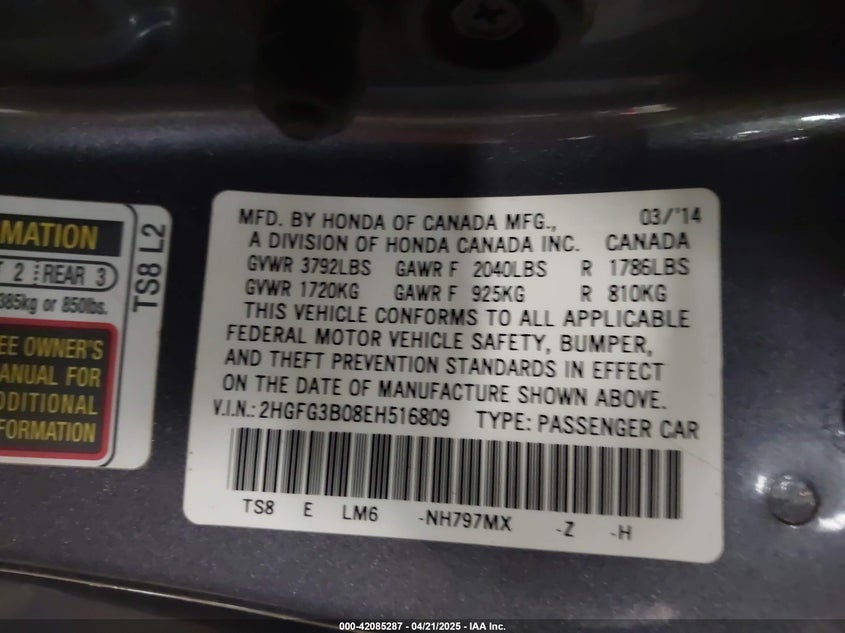 MATION
T 2 REAR 3
385kg or 850lbs.
EE OWNER'S
ANUAL FOR
DDITIONAL
FORMATION
TS8 L2
MFD. BY HONDA OF CANADA MFG., 03/'14
A DIVISION OF HONDA CANADA INC. CANADA
GVWR 3792LBS GAWR F 2040LBS R 1786LBS
GVWR 1720KG GAWR F 925KG R 810KG
THIS VEHICLE CONFORMS TO ALL APPLICABLE
FEDERAL MOTOR VEHICLE SAFETY, BUMPER,
AND THEFT PREVENTION STANDARDS IN EFFECT
ON THE DATE OF MANUFACTURE SHOWN ABOVE.
V.I.N.: 2HGFG3B08EH516809 TYPE: PASSENGER CAR
TS8 E LM6 -NH797MX -Z -H
000-42085287 - 04/21/2025 - IAA Inc.